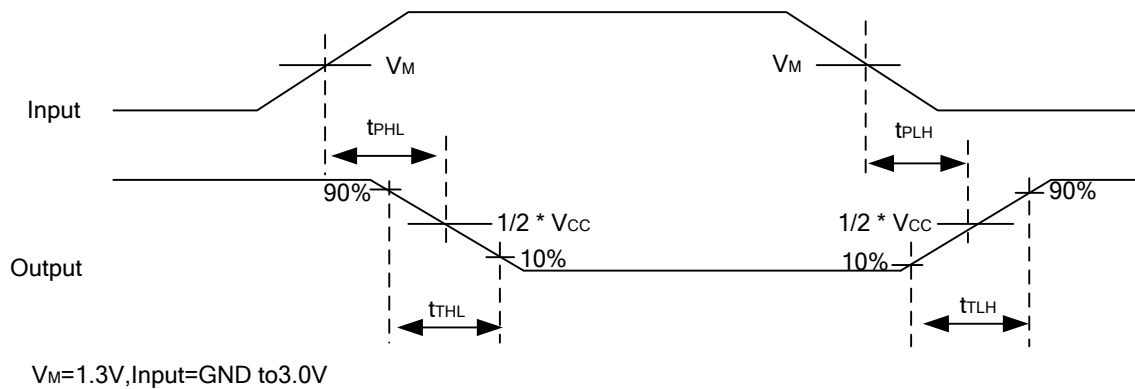 VM
VM
Input
tPHL
tPLH
90%
90%
1/2 * VCC
1/2 * VCC
Output
10%
10%
tTHL
tTLH
VM=1.3V,Input=GND to3.0V